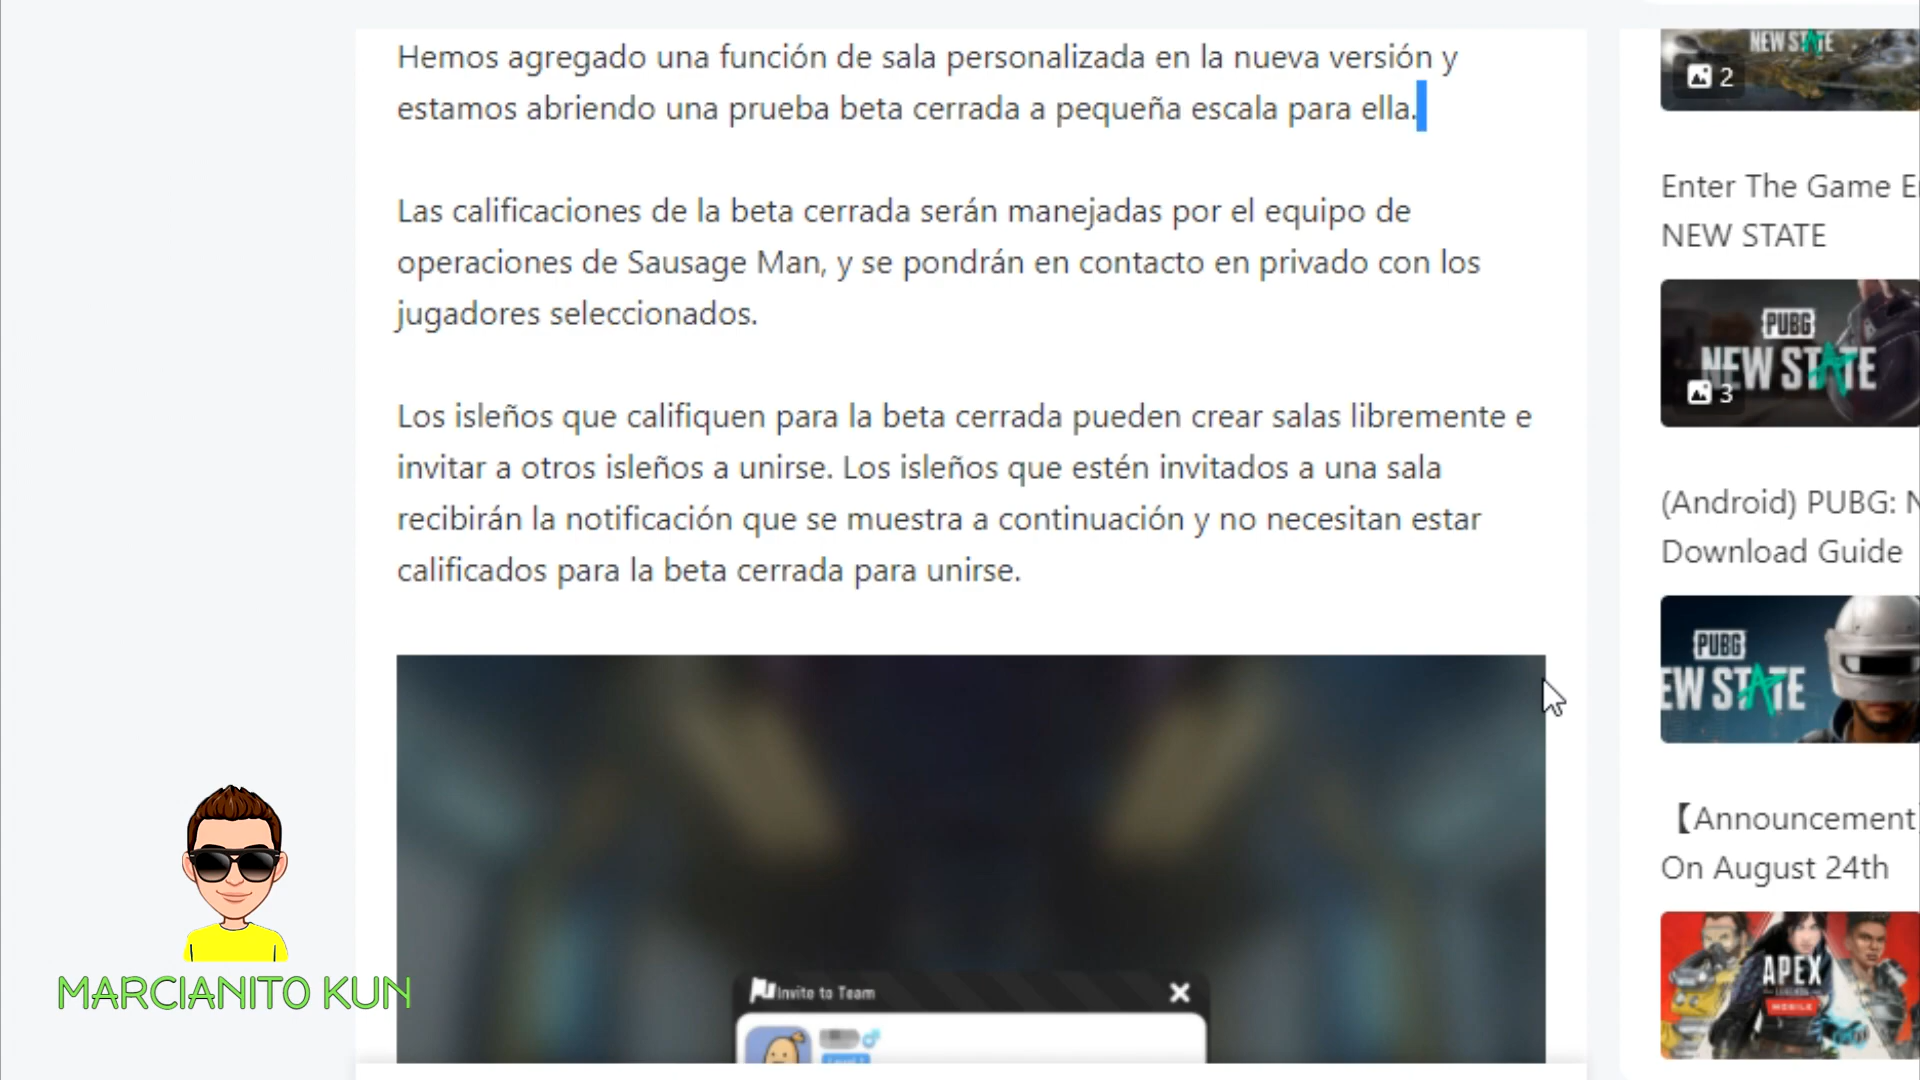 Hemos agregado una función de sala personalizada en la nueva versión y
estamos abriendo una prueba beta cerrada a pequeña escala para ella.
Las calificaciones de la beta cerrada serán manejadas por el equipo de
operaciones de Sausage Man, y se pondrán en contacto en privado con los
jugadores seleccionados.
Los isleños que califiquen para la beta cerrada pueden crear salas libremente e
invitar a otros isleños a unirse. Los isleños que estén invitados a una sala
recibirán la notificación que se muestra a continuación y no necesitan estar
calificados para la beta cerrada para unirse.
Invite to Team
MARCIANITO KUN
NEW STATE
2
Enter The Game
NEW STATE
PUBG
NEW STATE
3
(Android) PUBG:
Download Guide
PUBG
EW STATE
【Announcement
On August 24th
APEX
LEGENDS
MOBILE